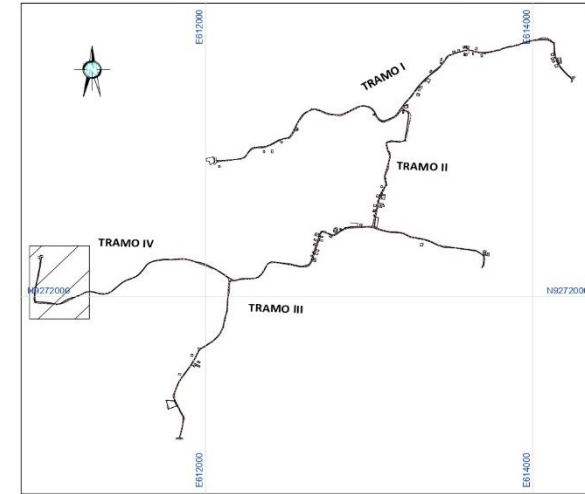 E612000
E614000
TRAMO I
TRAMO II
TRAMO IV
N9272000
N9272000
TRAMO III
E612000
E614000